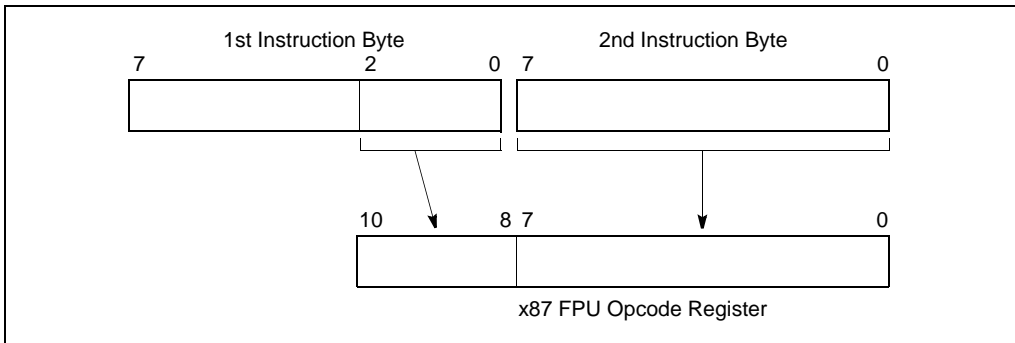 1st Instruction Byte 2nd Instruction Byte
7 2 0 7 0
10 8 7 0
x87 FPU Opcode Register